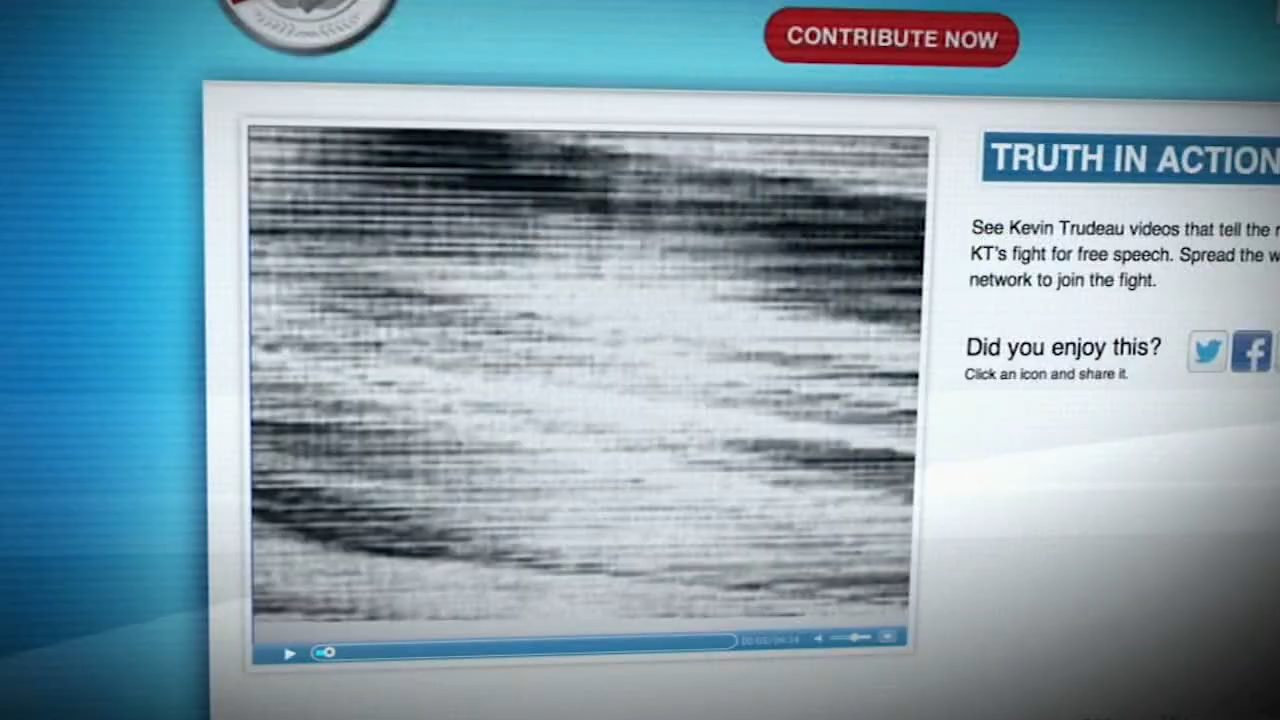 CONTRIBUTE NOW
TRUTH IN ACTION
See Kevin Trudeau videos that tell the
KT's fight for free speech. Spread the
network to join the fight.
Did you enjoy this?
Click an icon and share it.